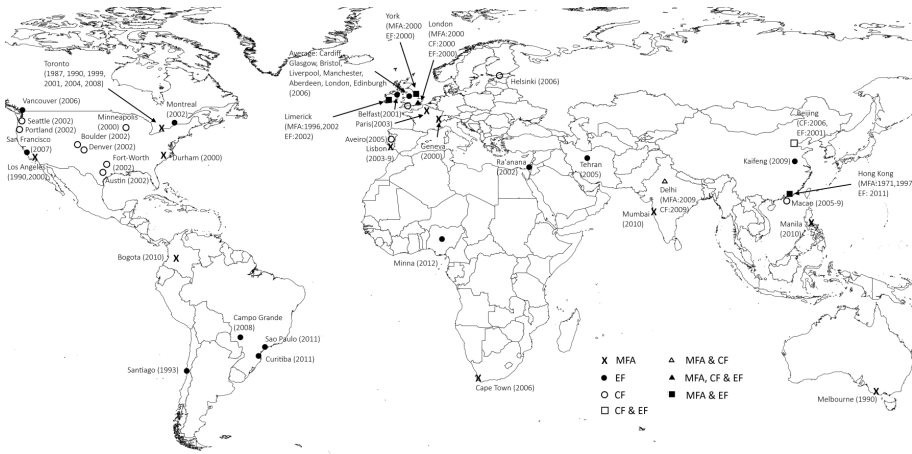 York
(MFA:2000
EF:2000)
London
(MFA:2000
CF:2000
EF:2000)
Average: Cardiff,
Glasgow, Bristol,
Liverpool, Manchester,
Aberdeen, London, Edinburgh
(2006)
Toronto
(1987, 1990, 1999,
2001, 2004, 2008)
Helsinki (2006)
Vancouver (2006)
Montreal
(2002)
Minneapolis
(2000)
Seattle (2002)
Portland (2002)
Boulder (2002)
Denver (2002)
San Francisco
(2007)
Los Angeles
(1990,2000)
Fort-Worth
(2002)
Austin (2002)
Durham (2000)
Limerick
(MFA:1996,2002
EF:2002)
Belfast(2001)
Paris(2003)
Aveiro(2005)
Lisbon
(2003-9)
Geneva
(2000)
Ra'anana
(2002)
Tehran
(2005)
Beijing
(CF:2006,
EF:2001)
Kaifeng (2009)
Hong Kong
(MFA:1971,1997
EF: 2011)
Delhi
(MFA:2009,
CF:2009)
Macao (2005-9)
Mumbai
(2010)
Manila
(2010)
Bogota (2010)
Minna (2012)
Campo Grande
(2008)
Sao Paulo (2011)
Curitiba (2011)
Santiago (1993)
Cape Town (2006)
Melbourne (1990)
X MFA
EF
CF
CF & EF
MFA & CF
MFA, CF & EF
MFA & EF